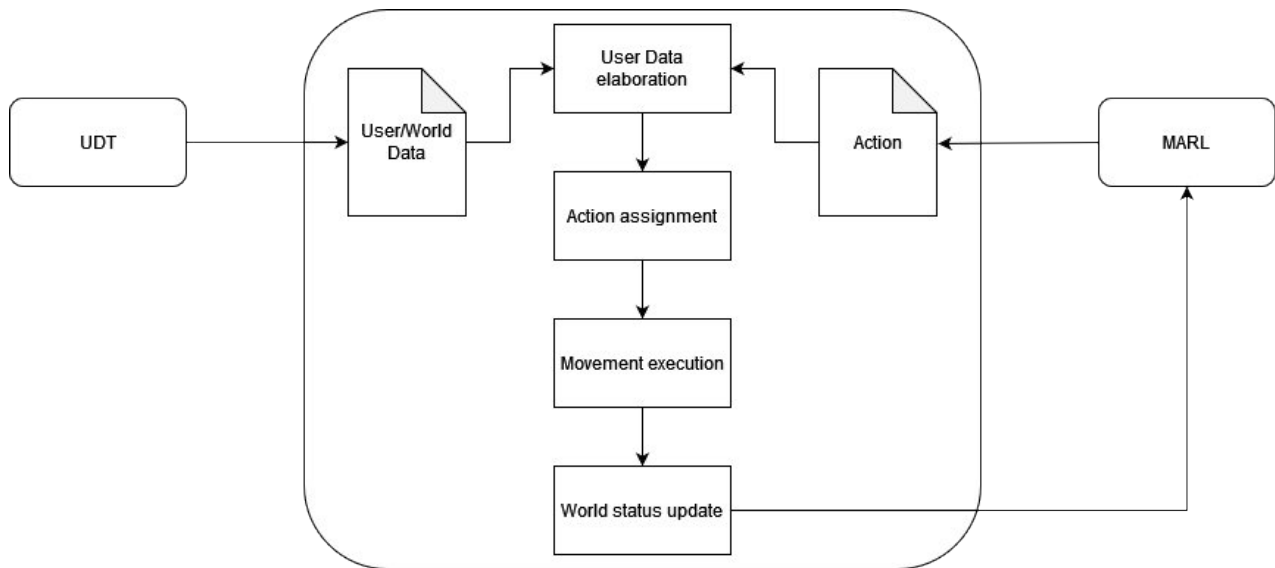 User Data
elaboration
UDT
User/World
Data
Action
MARL
Action assignment
Movement execution
World status update